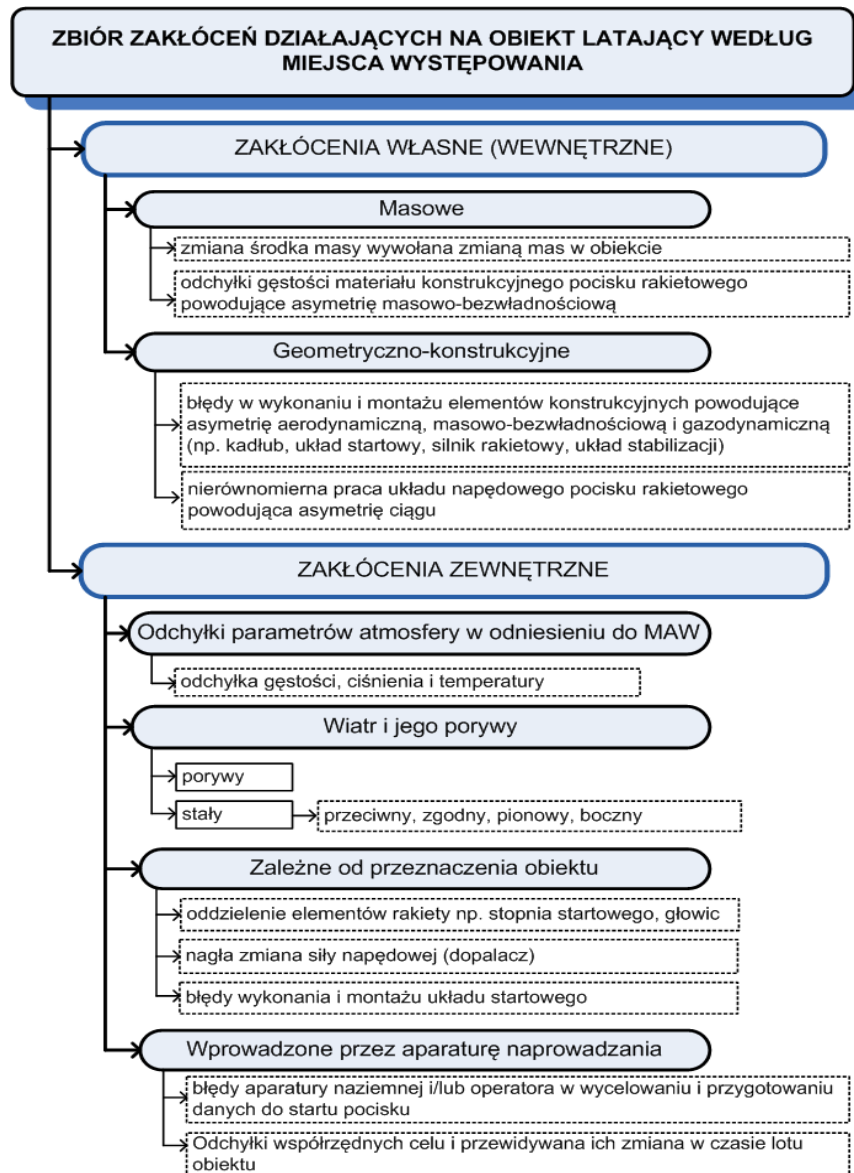 ZBIÓR ZAKŁÓCEŃ DZIAŁAJĄCYCH NA OBIEKT LATAJĄCY WEDŁUG
MIEJSCA WYSTĘPOWANIA
ZAKŁÓCENIA WŁASNE (WEWNĘTRZNE)
Masowe
zmiana środka masy wywołana zmianą mas w obiekcie
odchyłki gęstości materiału konstrukcyjnego pocisku rakietowego
powodujące asymetrię masowo-bezwładnościową
Geometryczno-konstrukcyjne
błędy w wykonaniu i montażu elementów konstrukcyjnych powodujące
asymetrię aerodynamiczną, masowo-bezwładnościową i gazodynamiczną
(np. kadłub, układ startowy, silnik rakietowy, układ stabilizacji)
nierównomierna praca układu napędowego pocisku rakietowego
powodująca asymetrię ciągu
ZAKŁÓCENIA ZEWNĘTRZNE
Odchyłki parametrów atmosfery w odniesieniu do MAW
odchyłka gęstości, ciśnienia i temperatury
Wiatr i jego porywy
porywy
stały przeciwny, zgodny, pionowy, boczny
Zależne od przeznaczenia obiektu
oddzielenie elementów rakiety np. stopnia startowego, głowic
nagła zmiana siły napędowej (dopalacz)
błędy wykonania i montażu układu startowego
Wprowadzone przez aparaturę naprowadzania
błędy aparatury naziemnej i/lub operatora w wycelowaniu i przygotowaniu
danych do startu pocisku
Odchyłki współrzędnych celu i przewidywana ich zmiana w czasie lotu
obiektu